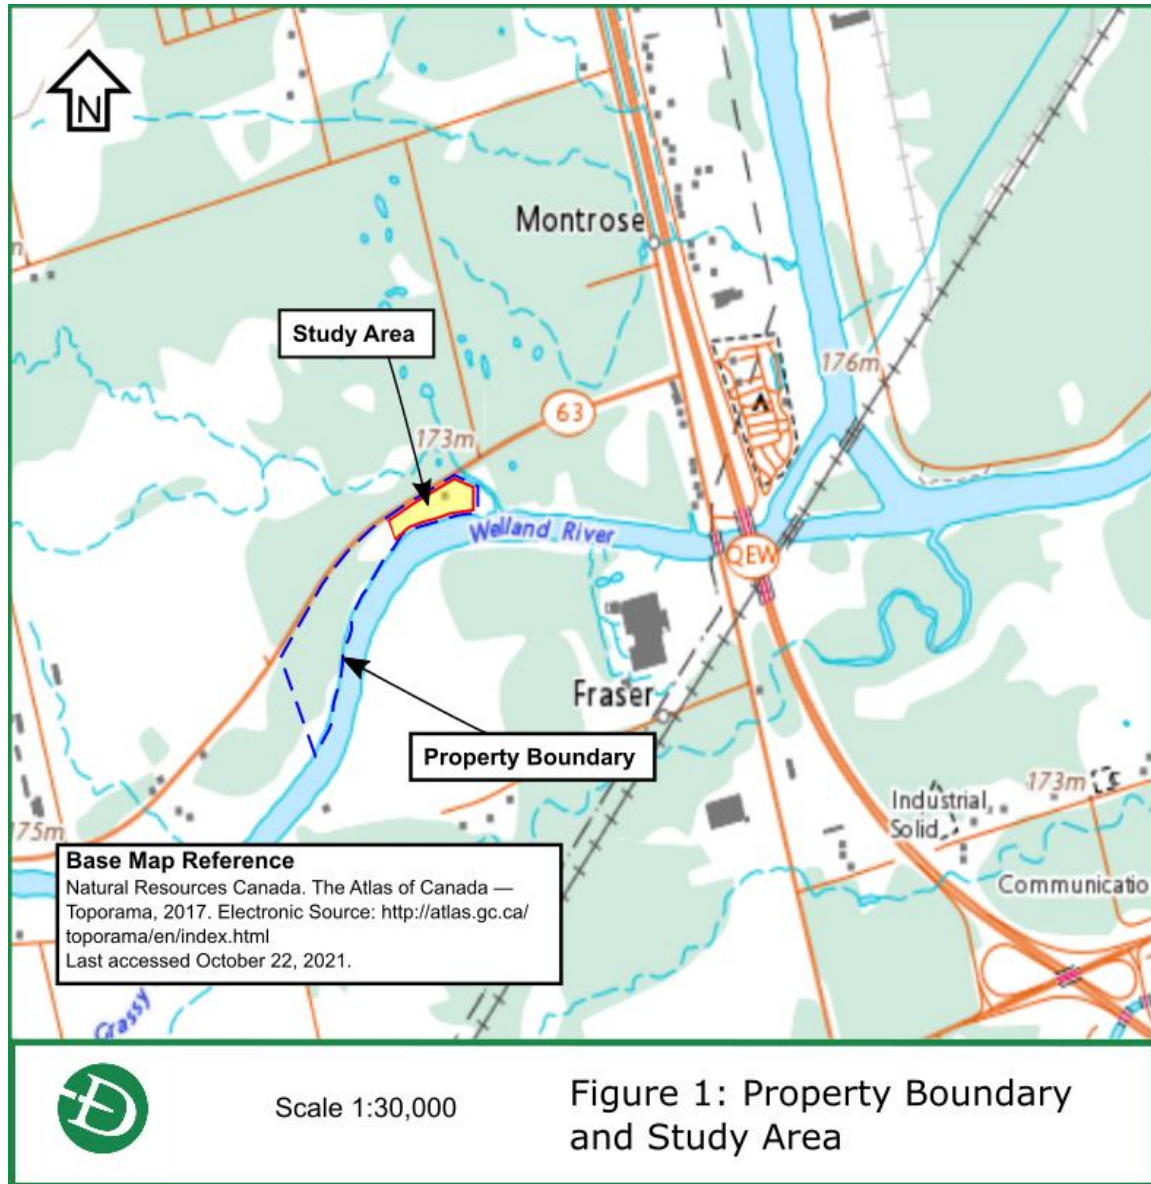 N
Montrose
Study Area
176m
63
173m
Welland River
QEW
Fraser
Property Boundary
173m
Industrial,
Solid
175m
Communicatio
Base Map Reference
Natural Resources Canada. The Atlas of Canada —
Toporama, 2017. Electronic Source: http://atlas.gc.ca/
toporama/en/index.html
Last accessed October 22, 2021.
Grassy
Scale 1:30,000
Figure 1: Property Boundary
and Study Area